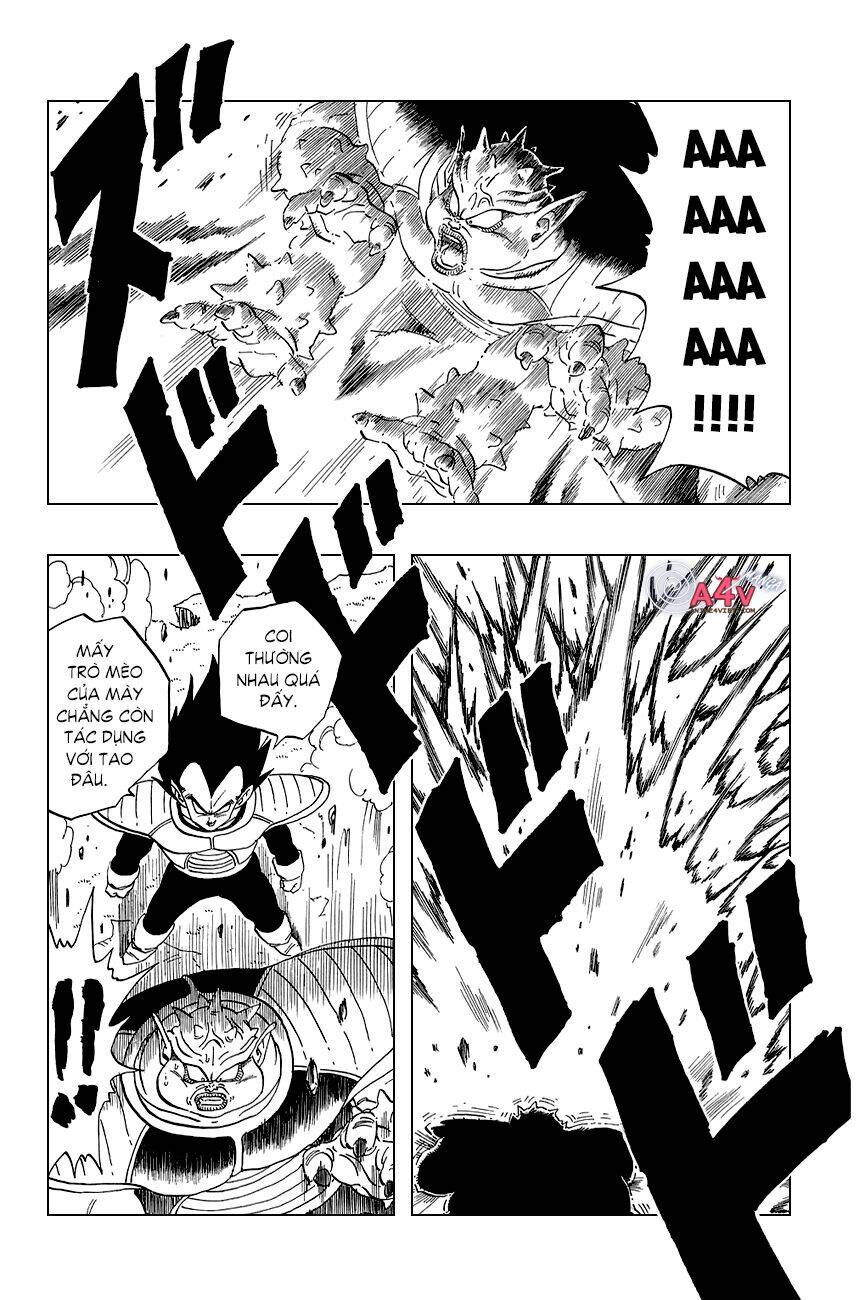 AAA
AAA
AAA
AAA
!!!!
ズドドドド
A4V
MANGA
COI
THƯỜNG
NHAU QUÁ
ĐẤY.
MẤY
TRÒ MÈO
CỦA MÀY
CHẲNG CÒN
TÁC DỤNG
VỚI TAO
ĐÂU.
!!